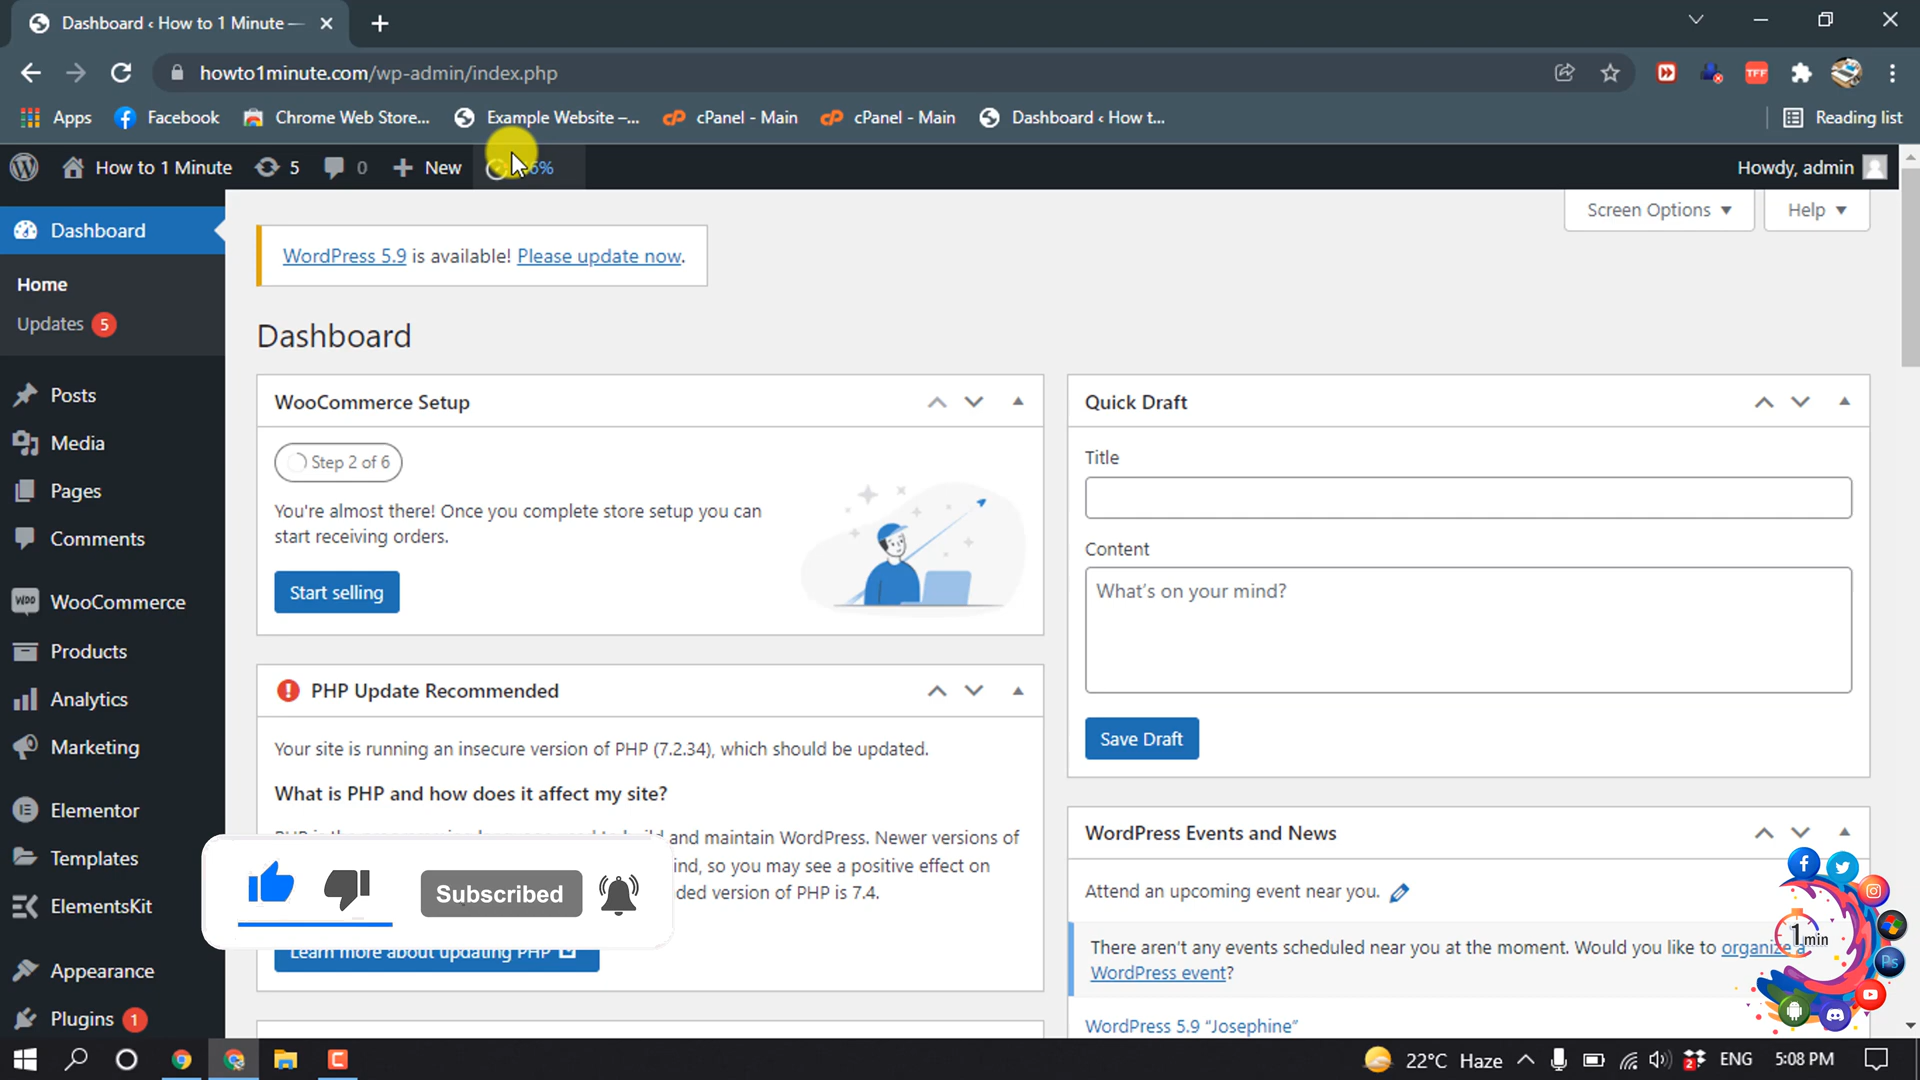 Dashboard ‹ How to 1 Minute —
howto1minute.com/wp-admin/index.php
TFF
Apps
Facebook
Chrome Web Store...
Example Website –...
cPanel - Main
cPanel - Main
Dashboard ‹ How t...
Reading list
How to 1 Minute
5
0
New
Howdy, admin
Dashboard
Screen Options
Help
WordPress 5.9 is available! Please update now.
Home
Updates 5
Dashboard
Posts
Media
Pages
Comments
WooCommerce
Products
Analytics
Marketing
Elementor
Templates
ElementsKit
Appearance
Plugins 1
WooCommerce Setup
Step 2 of 6
You're almost there! Once you complete store setup you can
start receiving orders.
Start selling
PHP Update Recommended
Your site is running an insecure version of PHP (7.2.34), which should be updated.
What is PHP and how does it affect my site?
and maintain WordPress. Newer versions of
so you may see a positive effect on
version of PHP is 7.4.
Learn more about updating PHP
Subscribed
Quick Draft
Title
Content
What's on your mind?
Save Draft
WordPress Events and News
Attend an upcoming event near you.
There aren't any events scheduled near you at the moment. Would you like to organize a
WordPress event?
WordPress 5.9 "Josephine"
1min
Ps
22°C Haze
2
ENG
5:08 PM